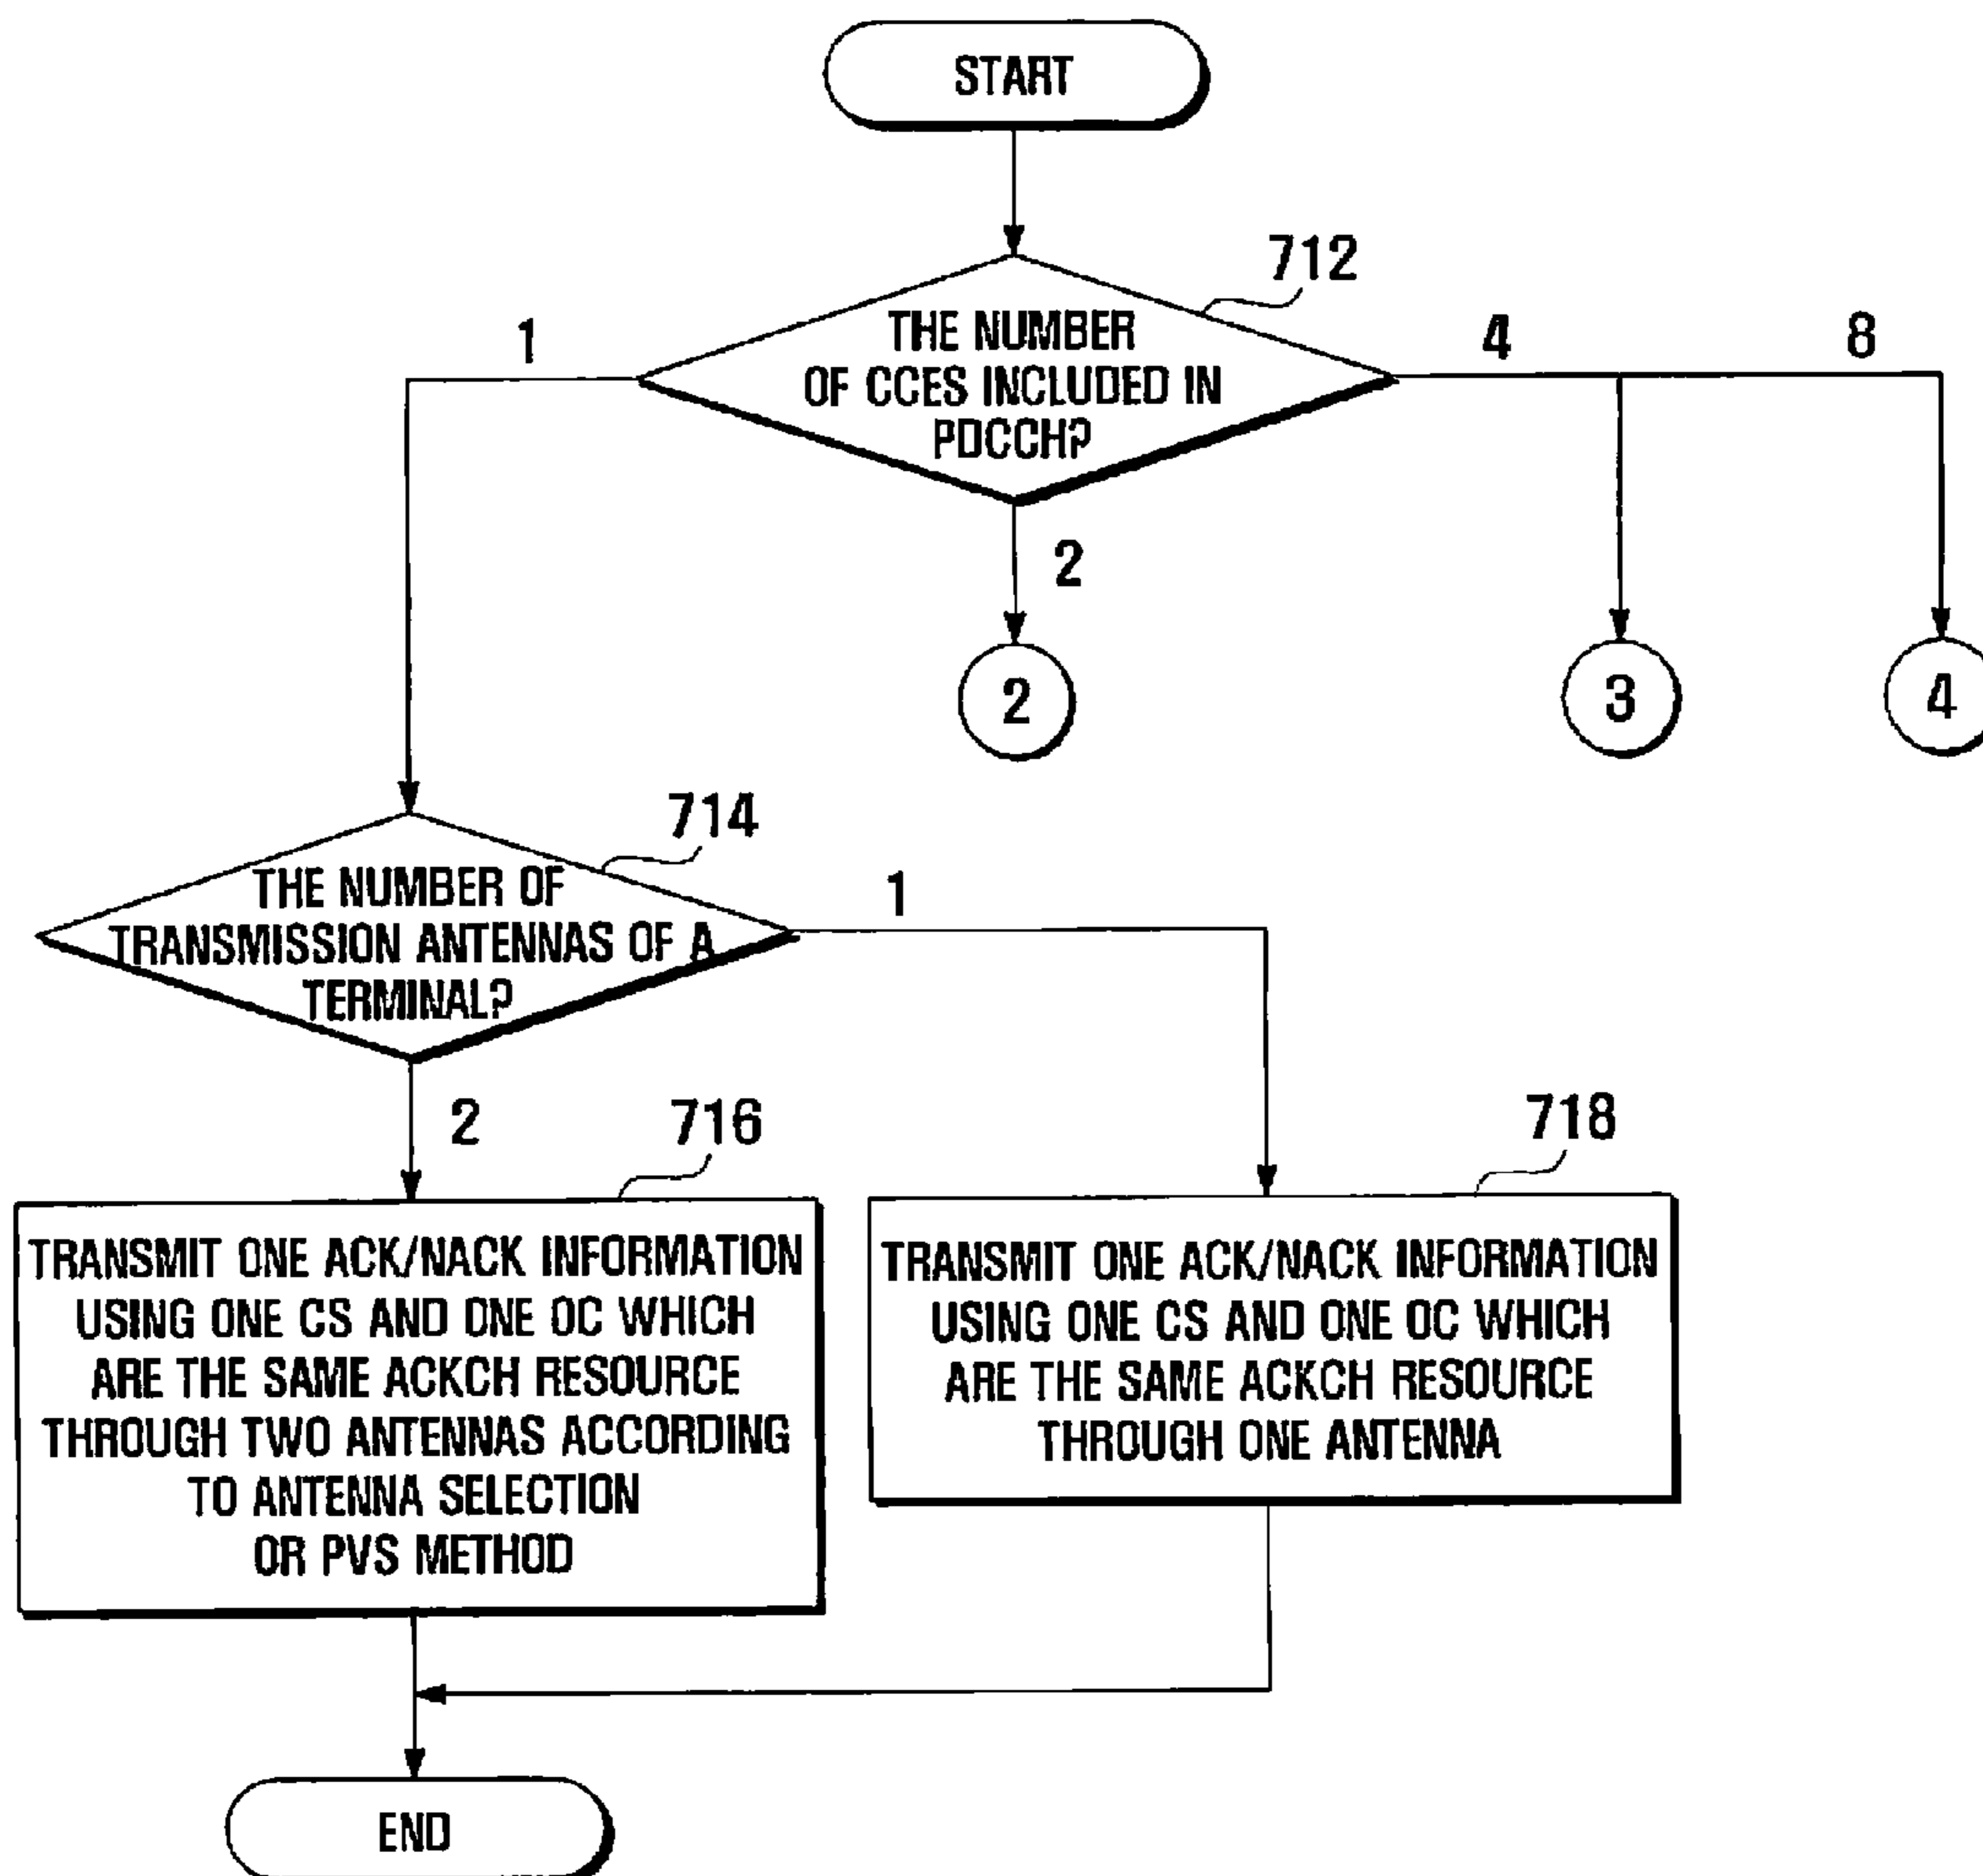 START
712
THE NUMBER
OF CCES INCLUDED IN
PDCCH?
1
4
8
2
2
3
4
714
THE NUMBER OF
TRANSMISSION ANTENNAS OF A
TERMINAL?
1
2
716
718
TRANSMIT ONE ACK/NACK INFORMATION
USING ONE CS AND ONE OC WHICH
ARE THE SAME ACKCH RESOURCE
THROUGH TWO ANTENNAS ACCORDING
TO ANTENNA SELECTION
OR PVS METHOD
TRANSMIT ONE ACK/NACK INFORMATION
USING ONE CS AND ONE OC WHICH
ARE THE SAME ACKCH RESOURCE
THROUGH ONE ANTENNA
END